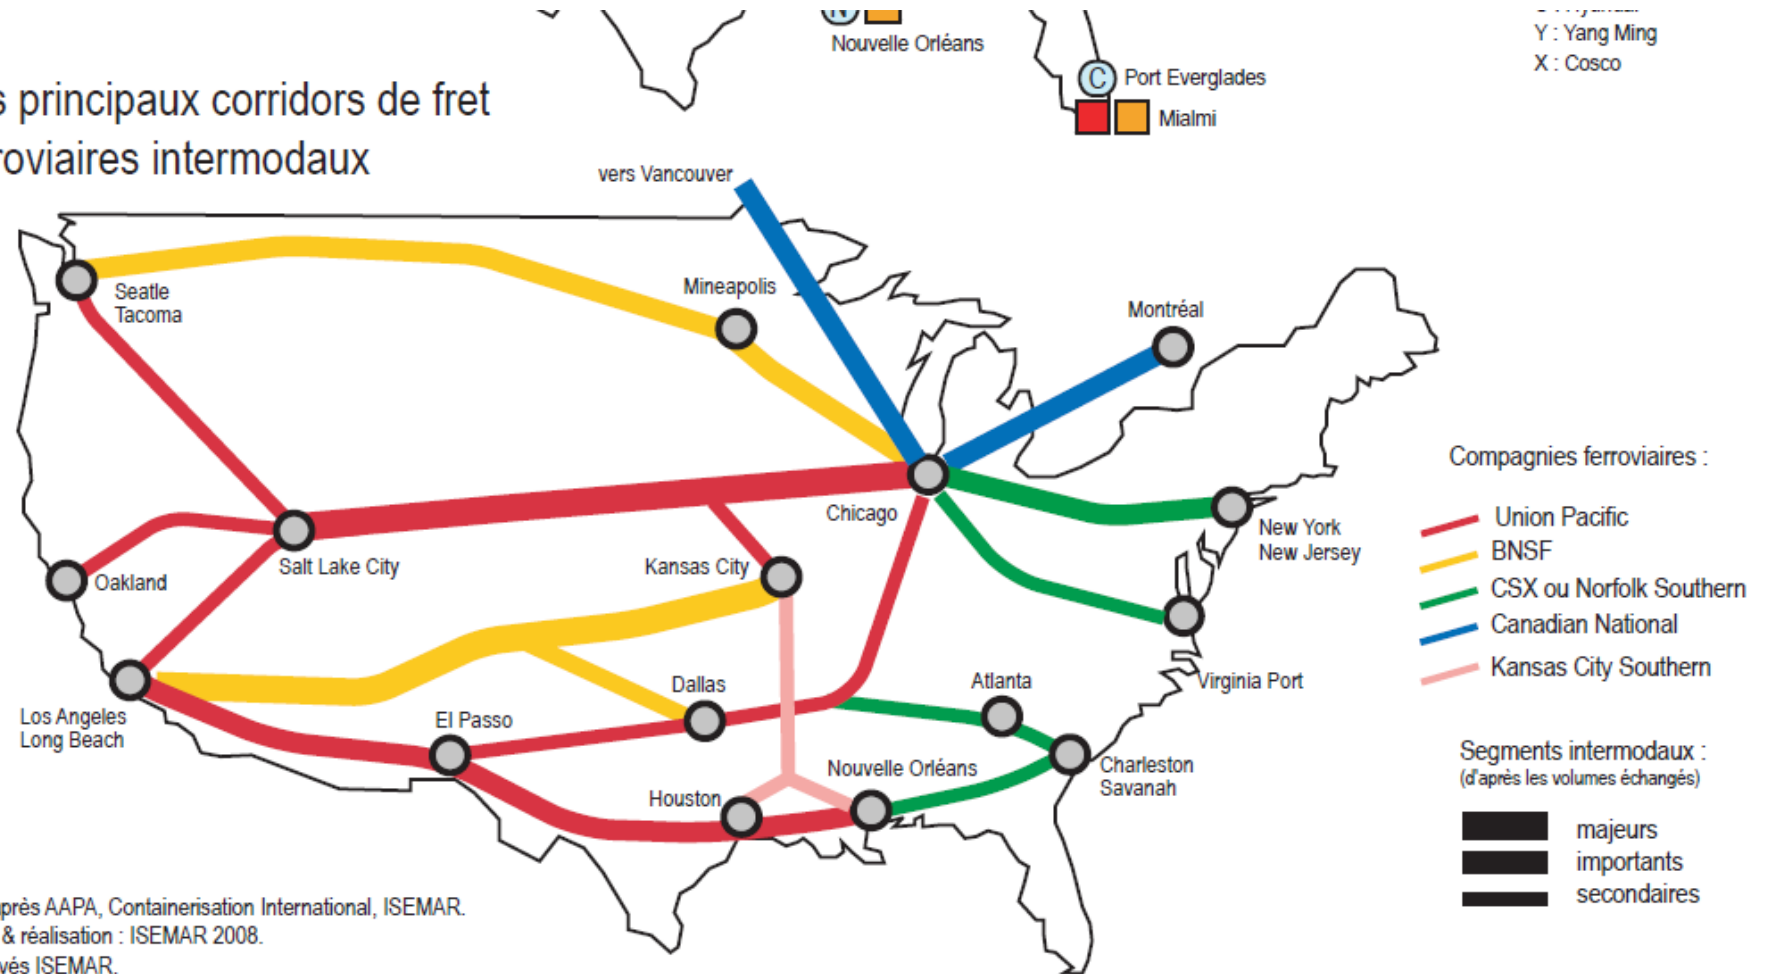 N
Nouvelle Orléans
C
Port Everglades
Mialmi
Y : Yang Ming
X : Cosco
s principaux corridors de fret
roviaires intermodaux
vers Vancouver
Seatle
Tacoma
Mineapolis
Montréal
Chicago
New York
New Jersey
Oakland
Salt Lake City
Kansas City
Virginia Port
Los Angeles
Long Beach
El Passo
Dallas
Atlanta
Charleston
Savanah
Nouvelle Orléans
Houston
Compagnies ferroviaires :
Union Pacific
BNSF
CSX ou Norfolk Southern
Canadian National
Kansas City Southern
Segments intermodaux :
(d'après les volumes échangés)
majeurs
importants
secondaires
près AAPA, Containerisation International, ISEMAR.
& réalisation : ISEMAR 2008.
vés ISEMAR.